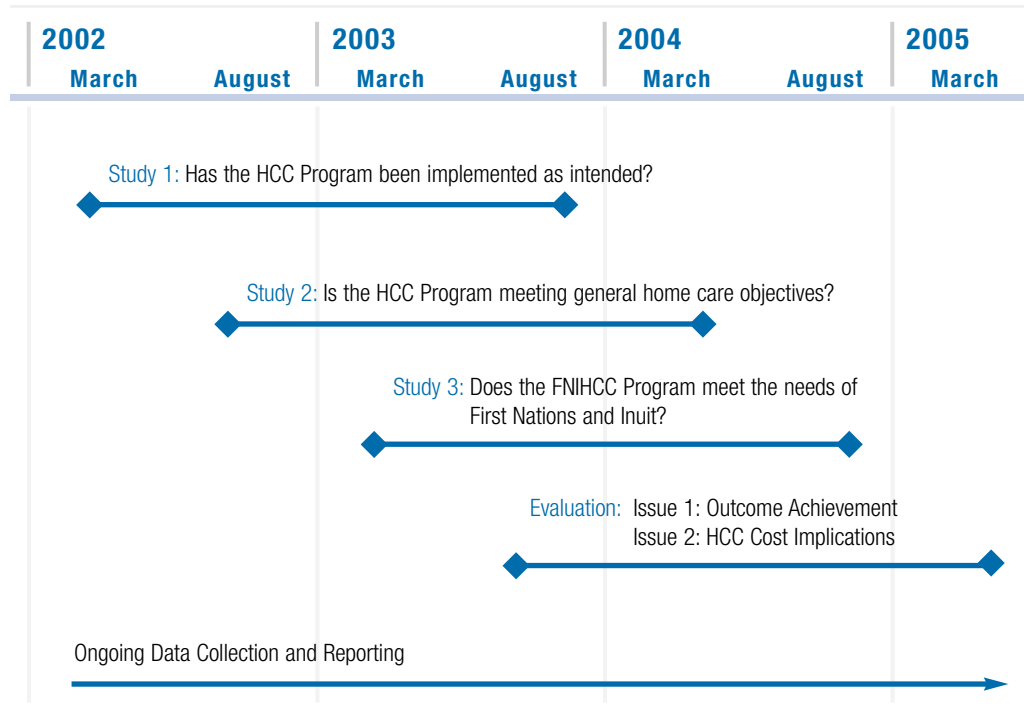 2002 2003 2004 2005
March August March August March August March
Study 1: Has the HCC Program been implemented as intended?
Study 2: Is the HCC Program meeting general home care objectives?
Study 3: Does the FNIHCC Program meet the needs of
First Nations and Inuit?
Evaluation: Issue 1: Outcome Achievement
Issue 2: HCC Cost Implications
Ongoing Data Collection and Reporting